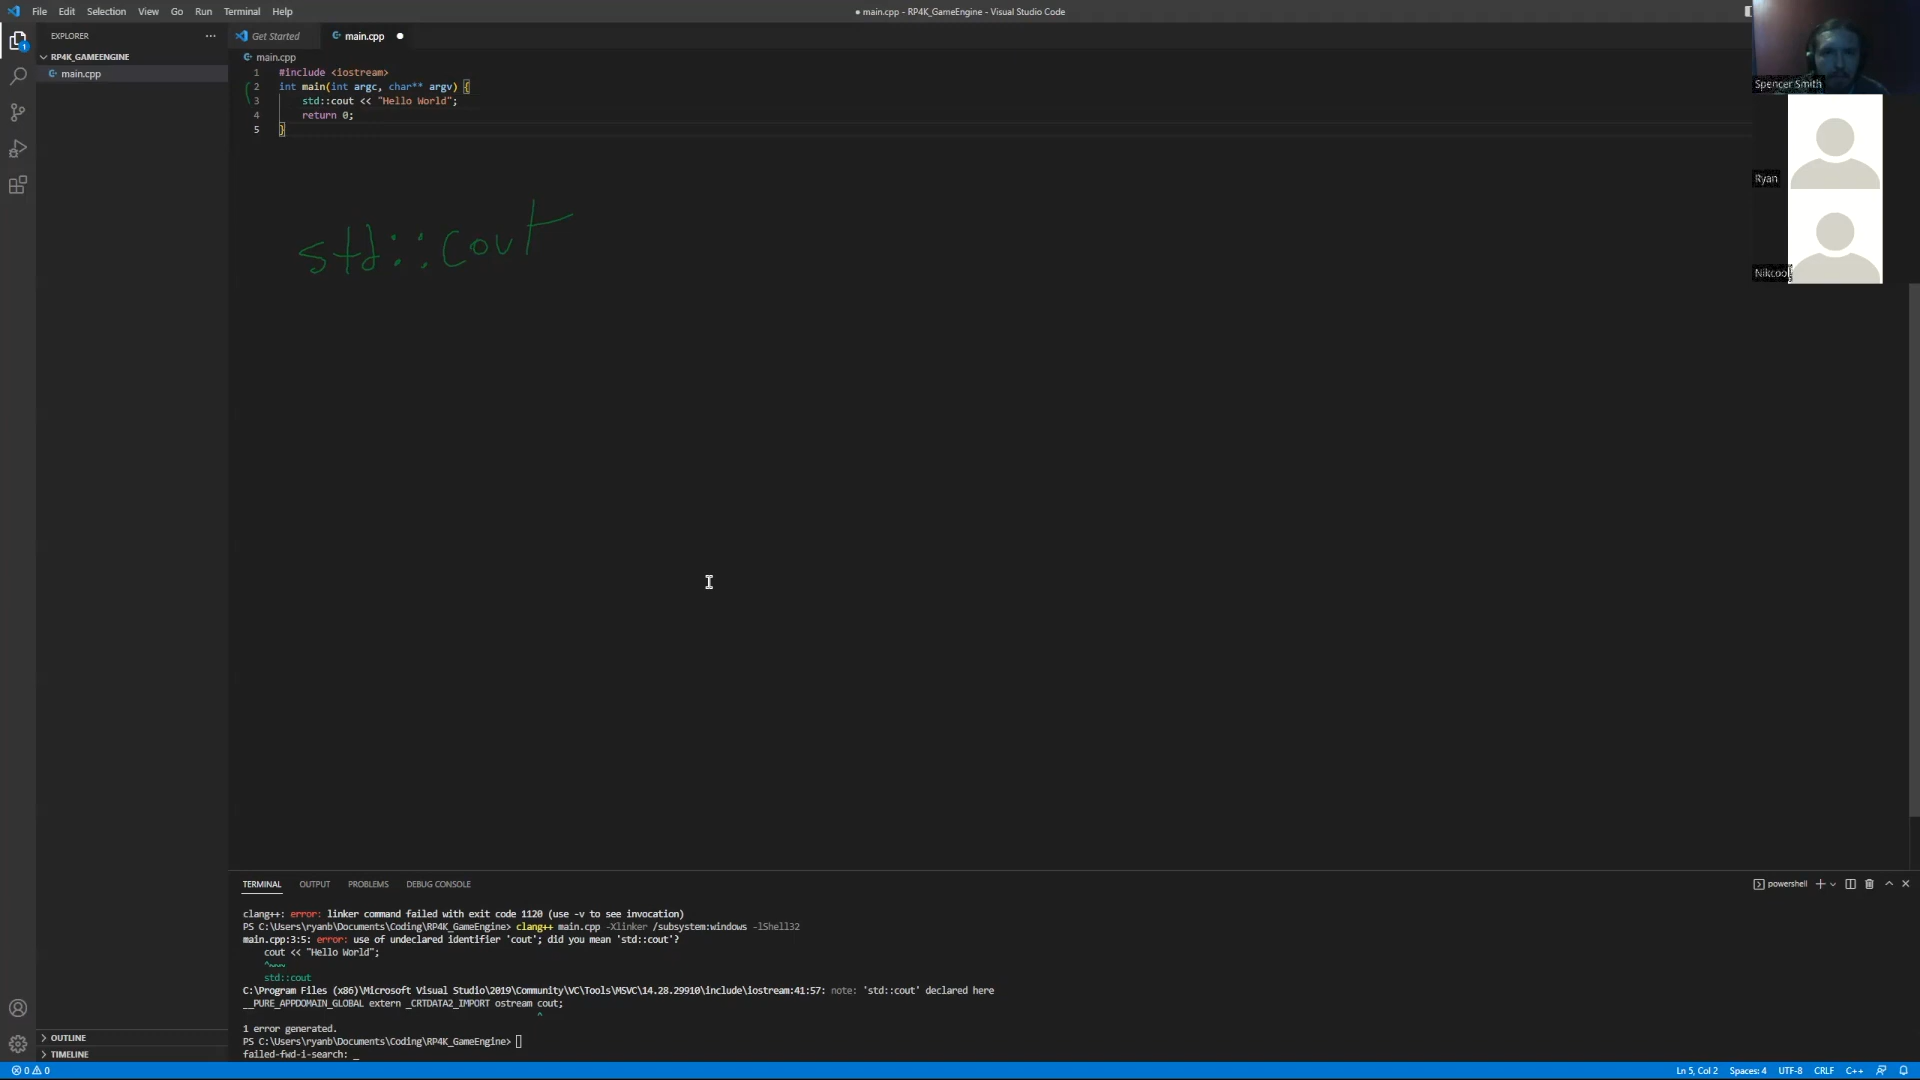 File Edit Selection View Go Run Terminal Help
● main.cpp - RP4K_GameEngine - Visual Studio Code
EXPLORER
RP4K_GAMEENGINE
main.cpp
1
Get Started
main.cpp
main.cpp
1 #include <iostream>
2 int main(int argc, char** argv) {
3 std::cout << "Hello World";
4 return 0;
5 }
std::cout
Spencer Smith
Ryan
Nikcool
TERMINAL OUTPUT PROBLEMS DEBUG CONSOLE
powershell
clang++: error: linker command failed with exit code 1120 (use -v to see invocation)
PS C:\Users\ryanb\Documents\Coding\RP4K_GameEngine> clang++ main.cpp -Xlinker /subsystem:windows -lShell32
main.cpp:3:5: error: use of undeclared identifier 'cout'; did you mean 'std::cout'?
cout << "Hello World";
^~~~
std::cout
C:\Program Files (x86)\Microsoft Visual Studio\2019\Community\VC\Tools\MSVC\14.28.29910\include\iostream:41:57: note: 'std::cout' declared here
__PURE_APPDOMAIN_GLOBAL extern _CRTDATA2_IMPORT ostream cout;
^
1 error generated.
PS C:\Users\ryanb\Documents\Coding\RP4K_GameEngine>
failed-fwd-i-search: _
OUTLINE
TIMELINE
0 0
Ln 5, Col 2 Spaces: 4 UTF-8 CRLF C++